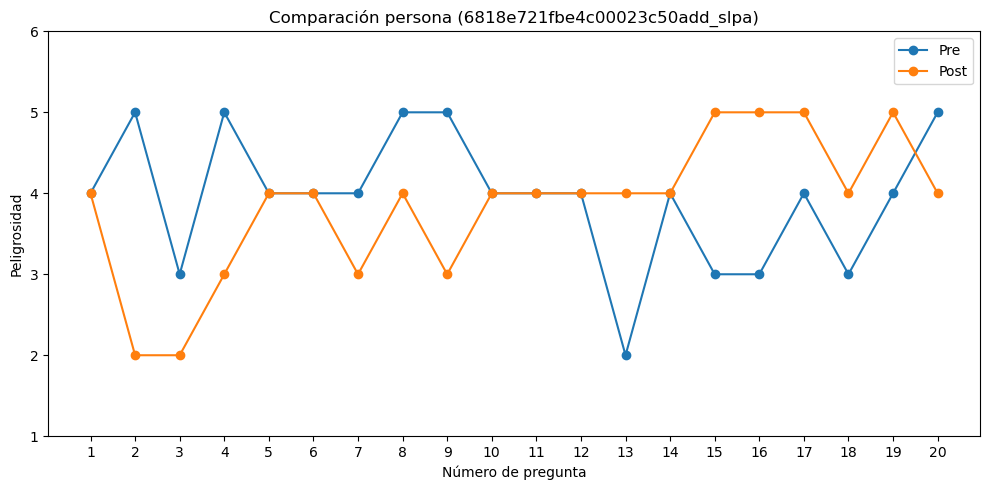 Comparación persona (6818e721fbe4c00023c50add_slpa)
Pre
Post
Peligrosidad
6
5
4
3
2
1
1 2 3 4 5 6 7 8 9 10 11 12 13 14 15 16 17 18 19 20
Número de pregunta